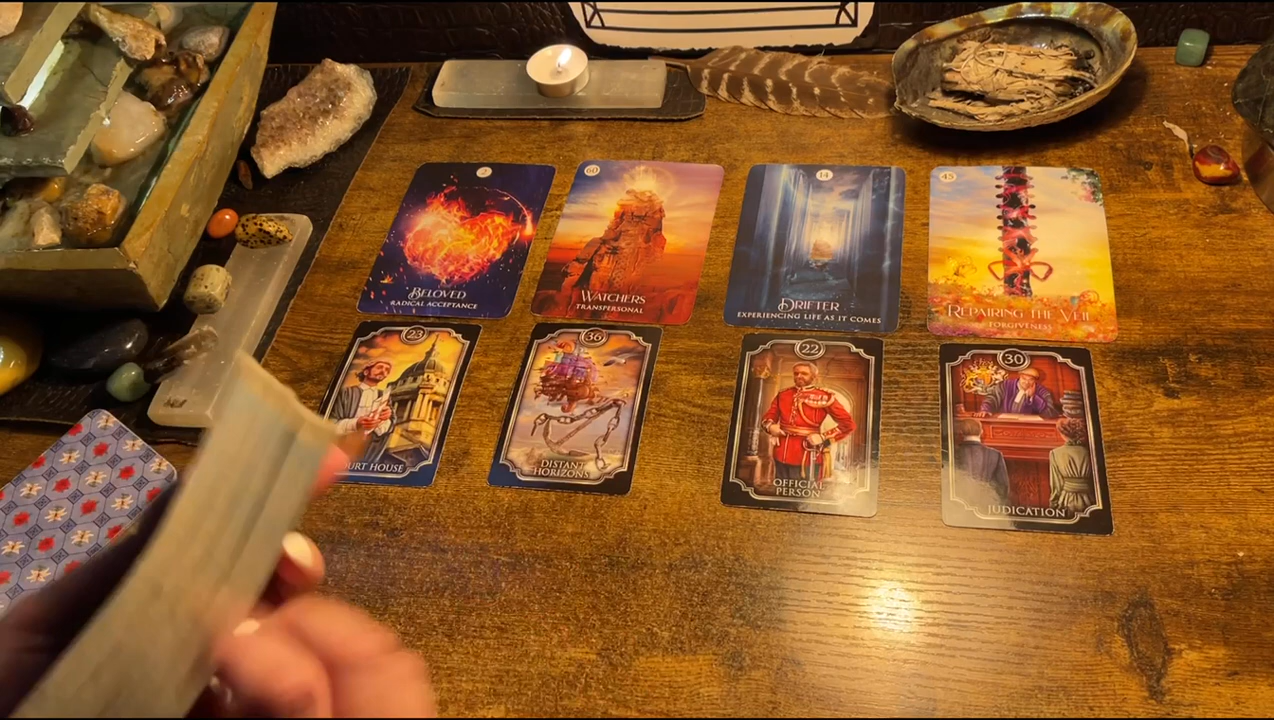 BELOVED
RADICAL ACCEPTANCE
60
WATCHERS
TRANSPERSONAL
14
DRIFTER
EXPERIENCING LIFE AS IT COMES
45
REPAIRING THE VEIL
FORGIVENESS
23
COURT HOUSE
36
DISTANT
HORIZONS
22
OFFICIAL
PERSON
30
JUDICATION